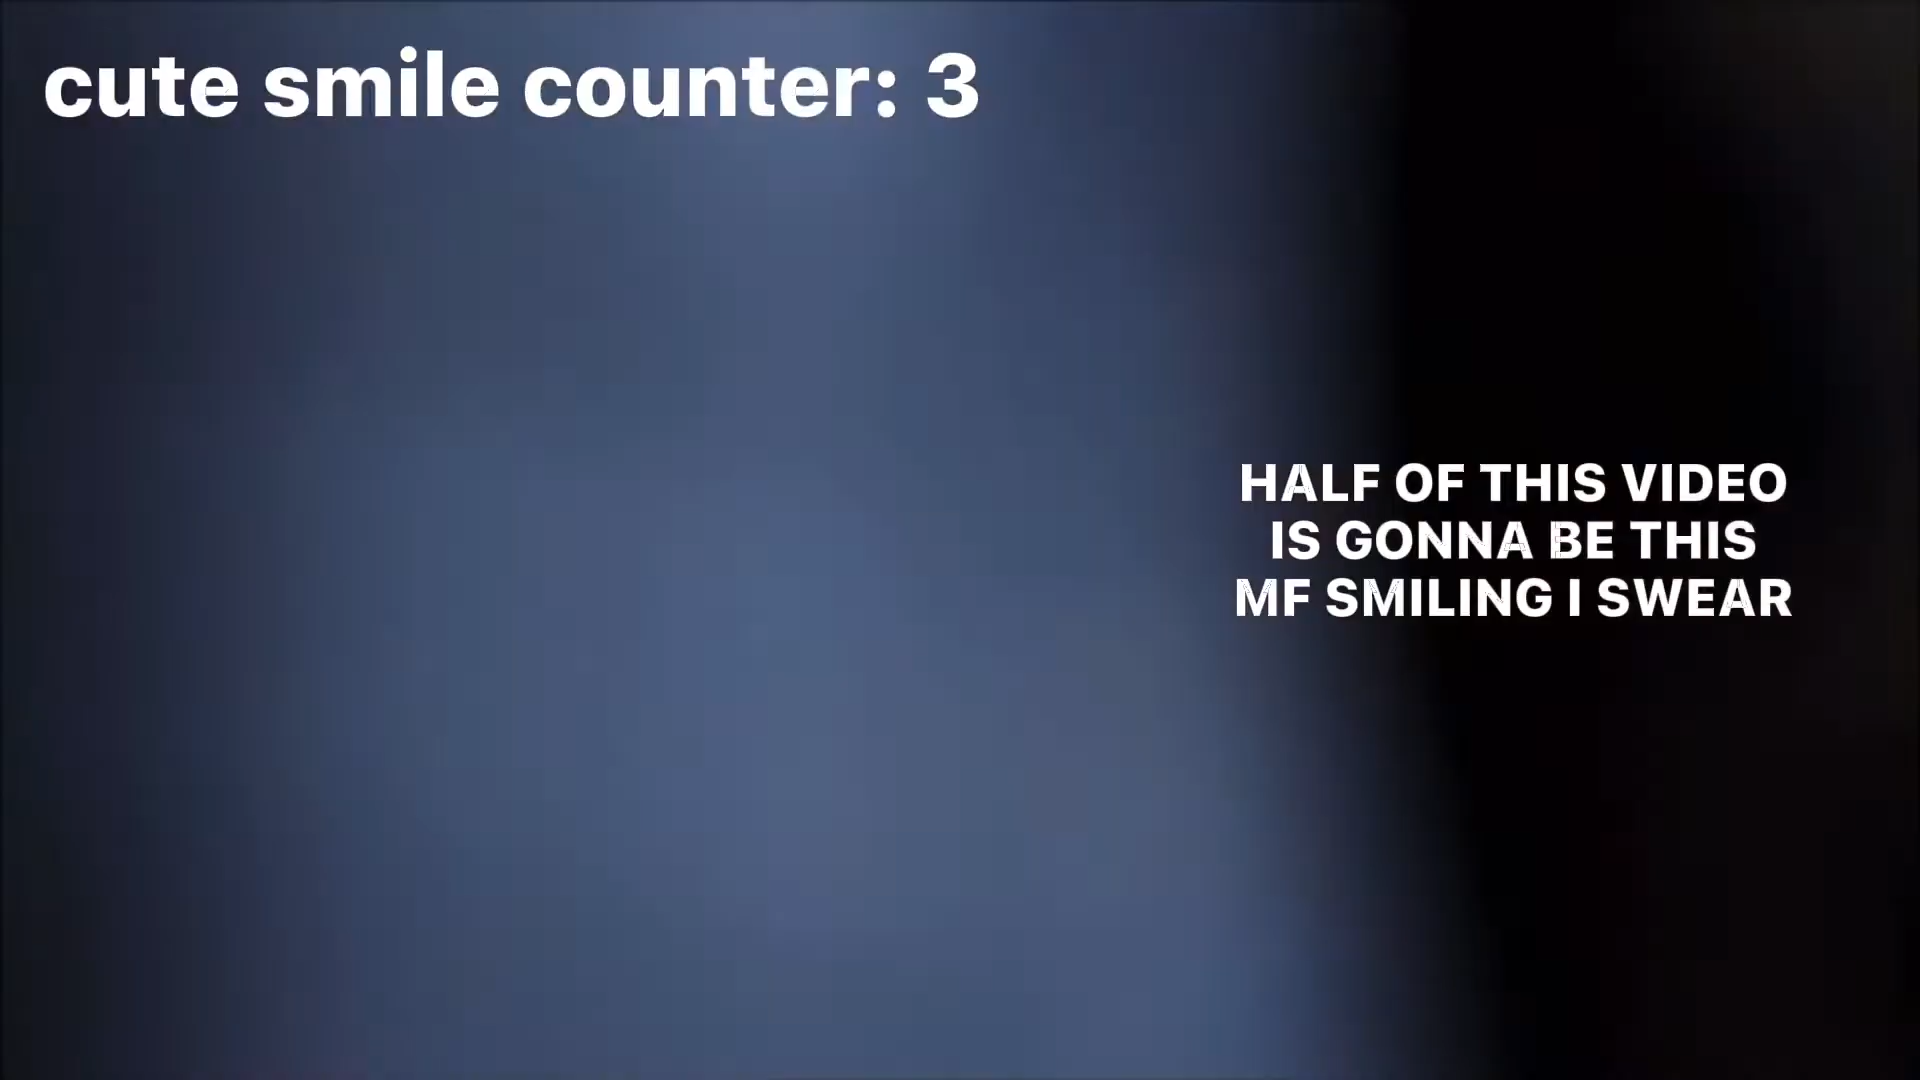 cute smile counter: 3
HALF OF THIS VIDEO
IS GONNA BE THIS
MF SMILING I SWEAR